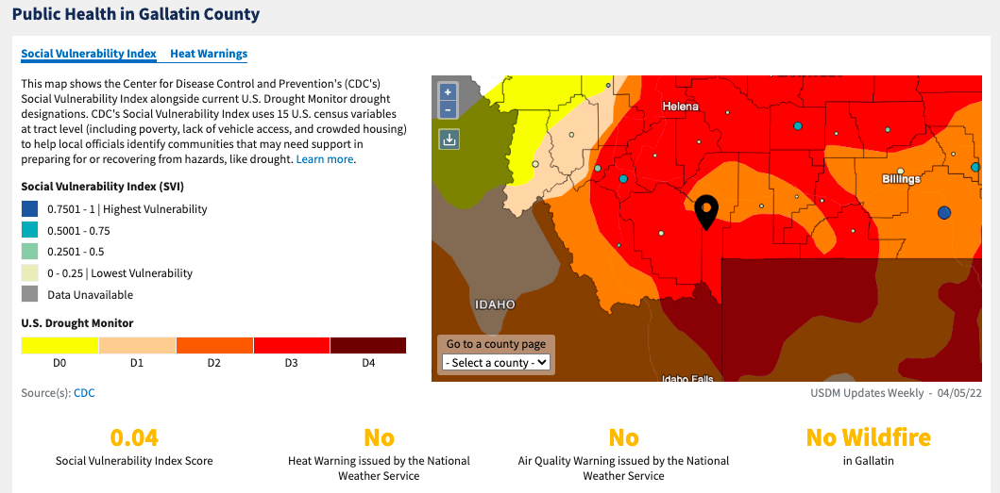 Public Health in Gallatin County
Social Vulnerability Index Heat Warnings
This map shows the Center for Disease Control and Prevention's (CDC's)
Social Vulnerability Index alongside current U.S. Drought Monitor drought
designations. CDC's Social Vulnerability Index uses 15 U.S. census variables
at tract level (including poverty, lack of vehicle access, and crowded housing)
to help local officials identify communities that may need support in
preparing for or recovering from hazards, like drought. Learn more.
Social Vulnerability Index (SVI)
0.7501 - 1 | Highest Vulnerability
0.5001 - 0.75
0.2501 - 0.5
0 - 0.25 | Lowest Vulnerability
Data Unavailable
U.S. Drought Monitor
D0 D1 D2 D3 D4
Source(s): CDC
+
−
Helena
Billings
IDAHO
Go to a county page
- Select a county -
Idaho Falls
USDM Updates Weekly - 04/05/22
0.04
Social Vulnerability Index Score
No
Heat Warning issued by the National
Weather Service
No
Air Quality Warning issued by the National
Weather Service
No Wildfire
in Gallatin